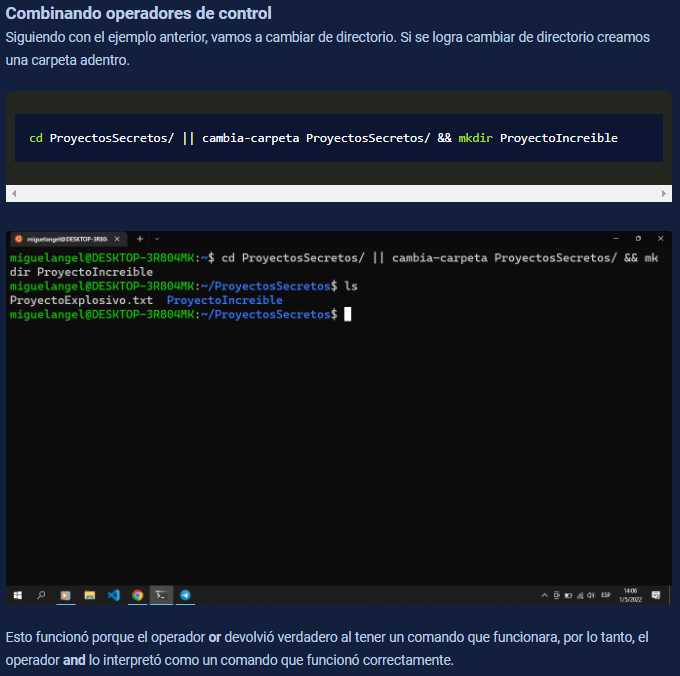 Combinando operadores de control
Siguiendo con el ejemplo anterior, vamos a cambiar de directorio. Si se logra cambiar de directorio creamos
una carpeta adentro.
cd ProyectosSecretos/ || cambia-carpeta ProyectosSecretos/ && mkdir ProyectoIncreible
miguelangel@DESKTOP-3R804MK:~$ cd ProyectosSecretos/ || cambia-carpeta ProyectosSecretos/ && mk
dir ProyectoIncreible
miguelangel@DESKTOP-3R804MK:~/ProyectosSecretos$ ls
ProyectoExplosivo.txt  ProyectoIncreible
miguelangel@DESKTOP-3R804MK:~/ProyectosSecretos$
ESP
14:06
1/5/2022
Esto funcionó porque el operador or devolvió verdadero al tener un comando que funcionara, por lo tanto, el
operador and lo interpretó como un comando que funcionó correctamente.